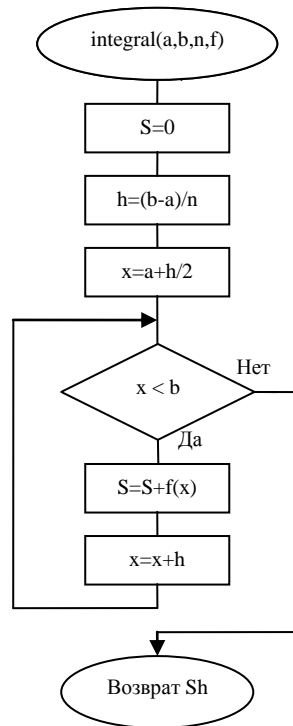 integral(a,b,n,f)
S=0
h=(b-a)/n
x=a+h/2
Нет
x < b
Да
S=S+f(x)
x=x+h
Возврат Sh